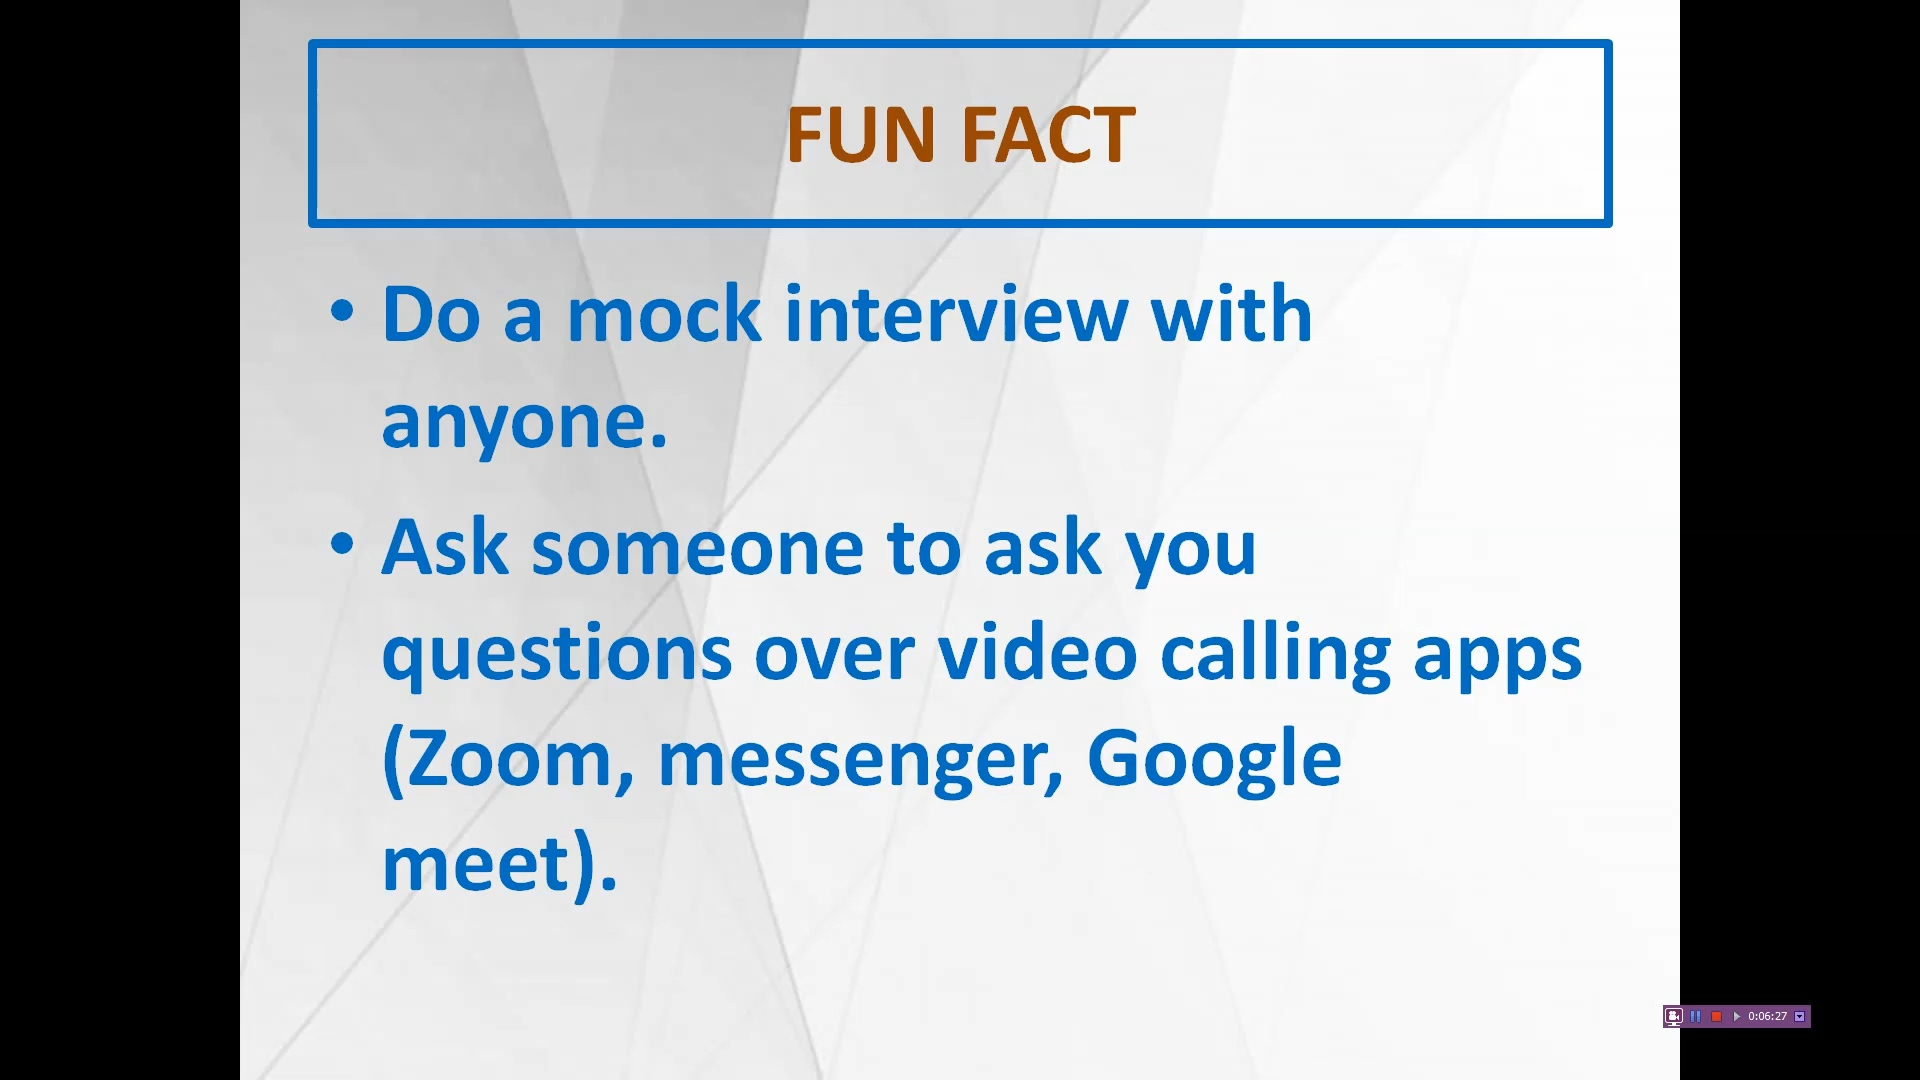 FUN FACT
• Do a mock interview with
anyone.
• Ask someone to ask you
questions over video calling apps
(Zoom, messenger, Google
meet).
0:06:27